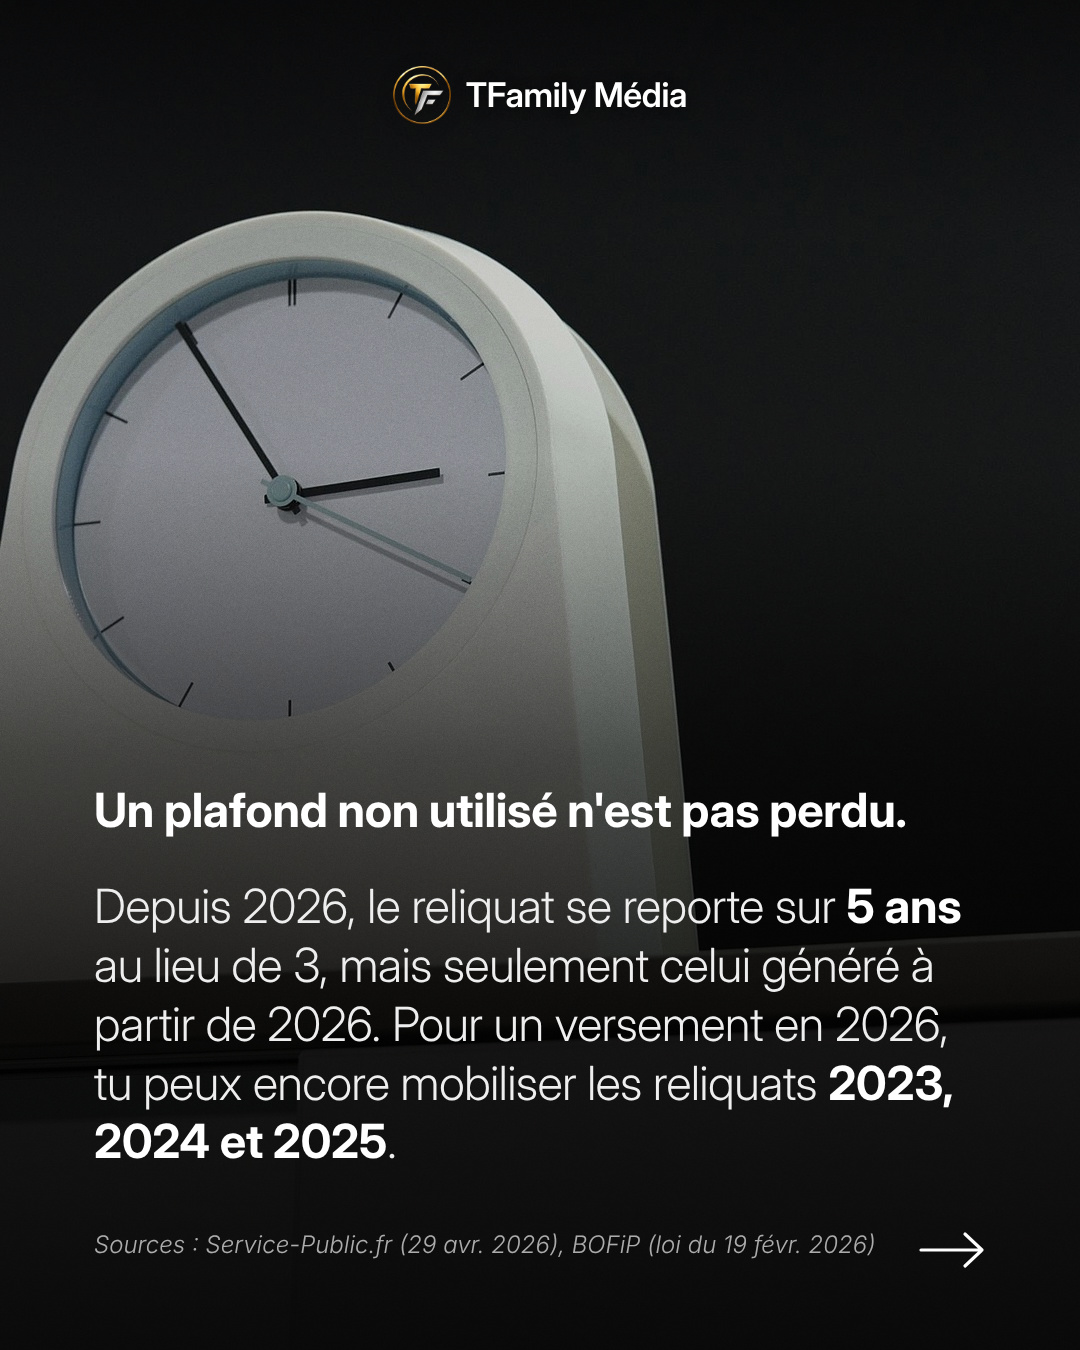 TFamily Média
Un plafond non utilisé n'est pas perdu.
Depuis 2026, le reliquat se reporte sur 5 ans
au lieu de 3, mais seulement celui généré à
partir de 2026. Pour un versement en 2026,
tu peux encore mobiliser les reliquats 2023,
2024 et 2025.
Sources : Service-Public.fr (29 avr. 2026), BOFiP (loi du 19 févr. 2026)